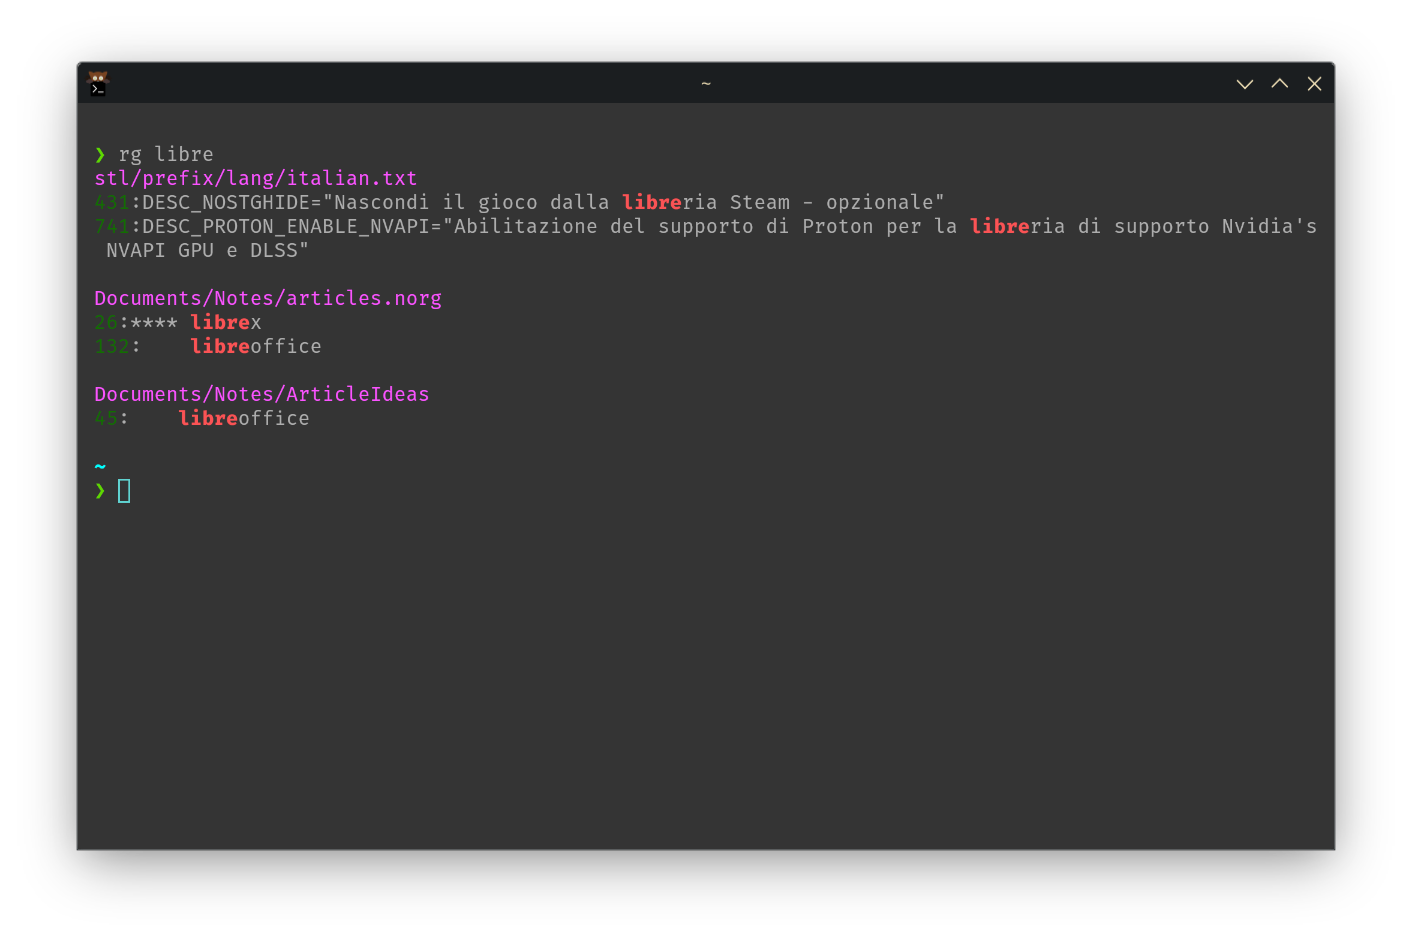 ~
❯ rg libre
stl/prefix/lang/italian.txt
431:DESC_NOSTGHIDE="Nascondi il gioco dalla libreria Steam - opzionale"
741:DESC_PROTON_ENABLE_NVAPI="Abilitazione del supporto di Proton per la libreria di supporto Nvidia's
NVAPI GPU e DLSS"
Documents/Notes/articles.norg
26:**** librex
132:    libreoffice
Documents/Notes/ArticleIdeas
45:    libreoffice
~
❯